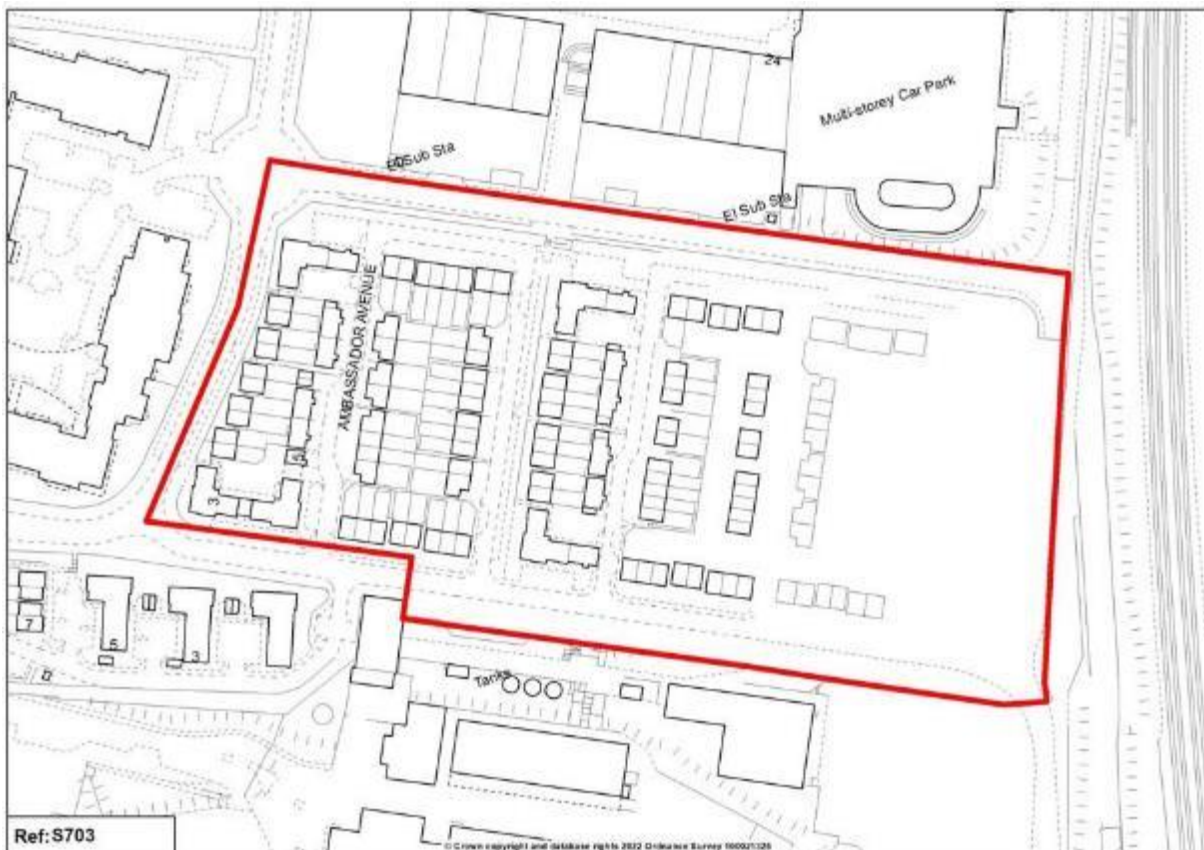 24
Multi-storey Car Park
El Sub Sta
El Sub Sta
AMBASSADOR AVENUE
51
3
7
5
3
Tanks
Ref: S703
© Crown copyright and database rights 2022 Ordnance Survey